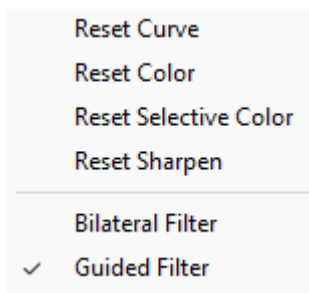 Reset Curve
Reset Color
Reset Selective Color
Reset Sharpen
Bilateral Filter
Guided Filter